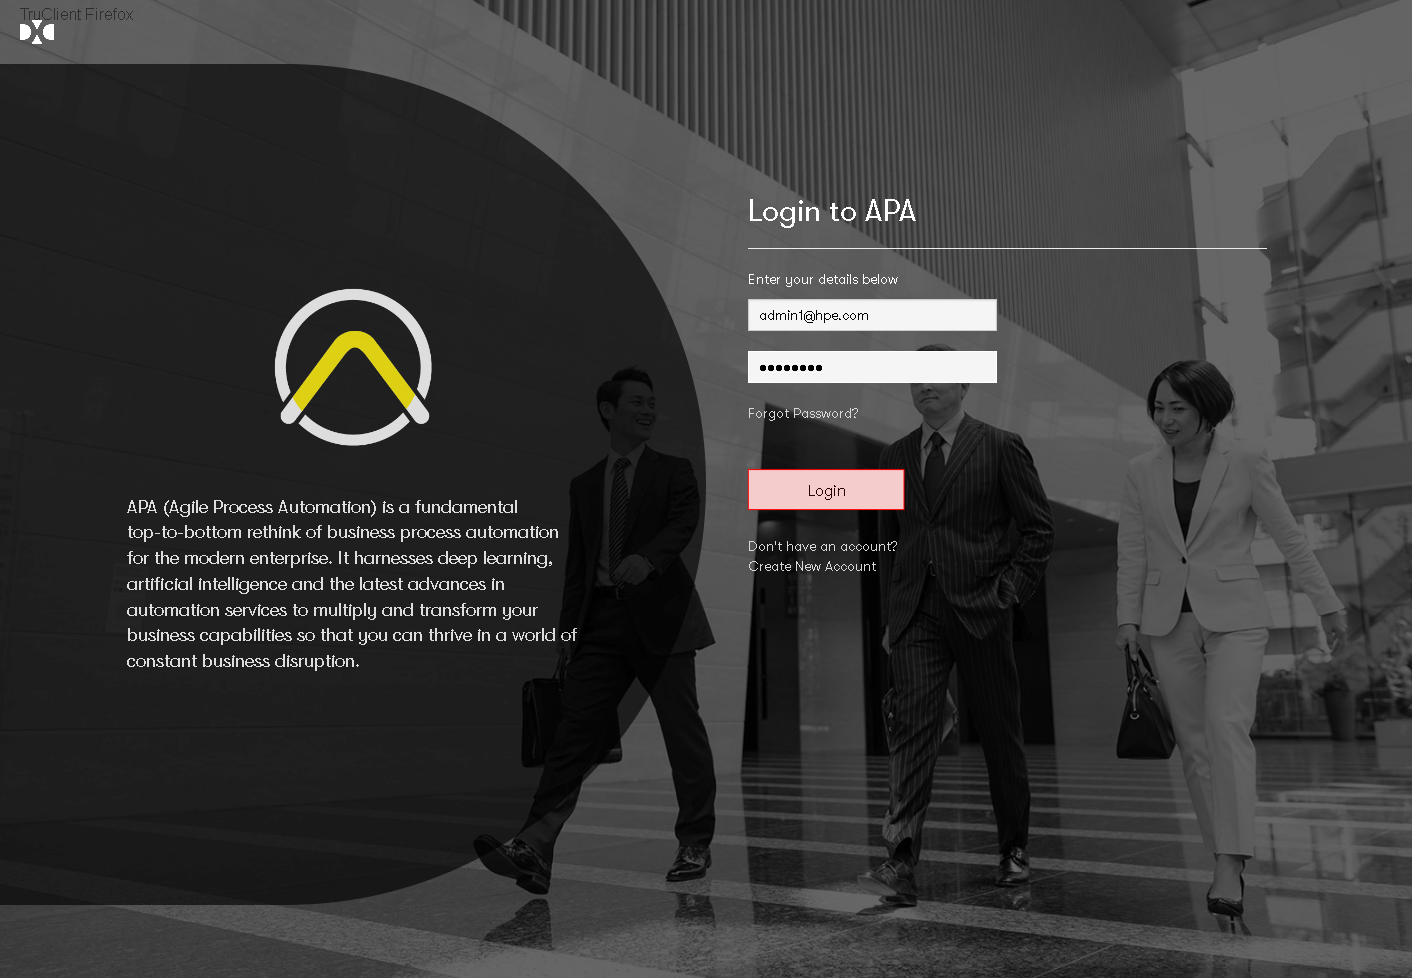 TruClient Firefox
Login to APA
Enter your details below
admin1@hpe.com
Forgot Password?
Login
Don't have an account?
Create New Account
APA (Agile Process Automation) is a fundamental
top-to-bottom rethink of business process automation
for the modern enterprise. It harnesses deep learning,
artificial intelligence and the latest advances in
automation services to multiply and transform your
business capabilities so that you can thrive in a world of
constant business disruption.